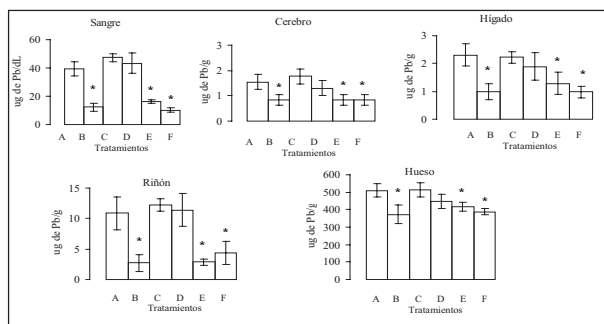 Sangre
ug de Pb/dL
60
40
20
0
* * *
A B C D E F
Tratamientos
Cerebro
ug de Pb/g
3
2
1
0
* * *
A B C D E F
Tratamientos
Hígado
ug de Pb/g
3
2
1
0
* * *
A B C D E F
Tratamientos
Riñón
ug de Pb/g
15
10
5
0
* * *
A B C D E F
Tratamientos
Hueso
ug de Pb/g
600
500
400
300
200
100
0
* * *
A B C D E F
Tratamientos